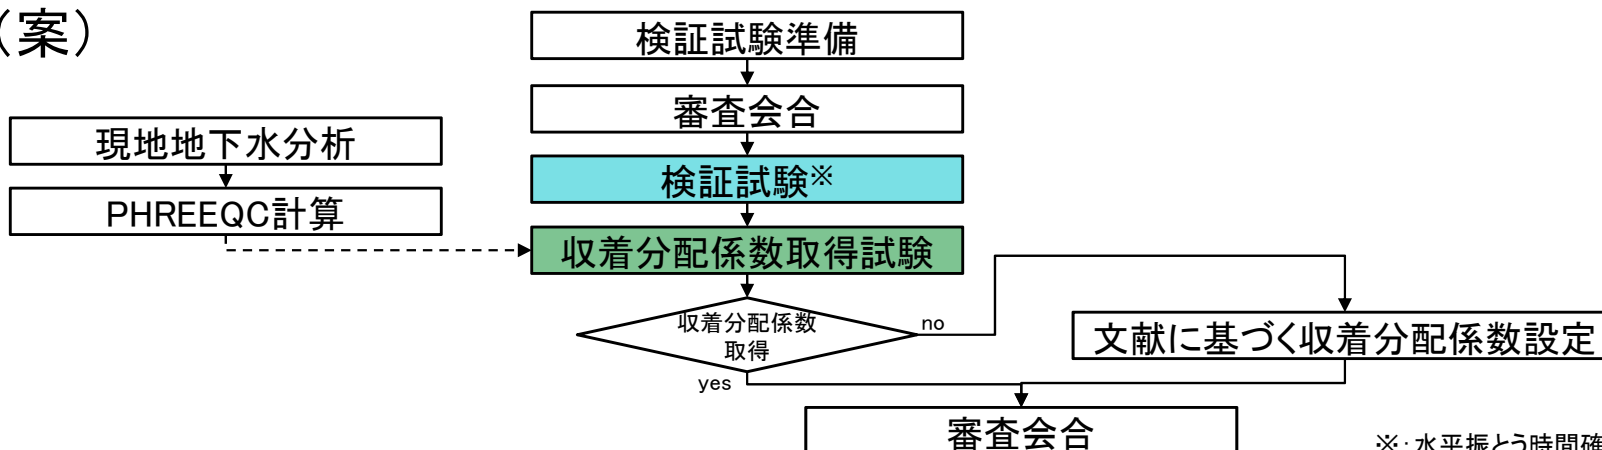 (案)
検証試験準備
審査会合
現地地下水分析
検証試験※
PHREEQC計算
収着分配係数取得試験
収着分配係数
取得
no
文献に基づく収着分配係数設定
yes
審査会合
※:水平振とう時間確